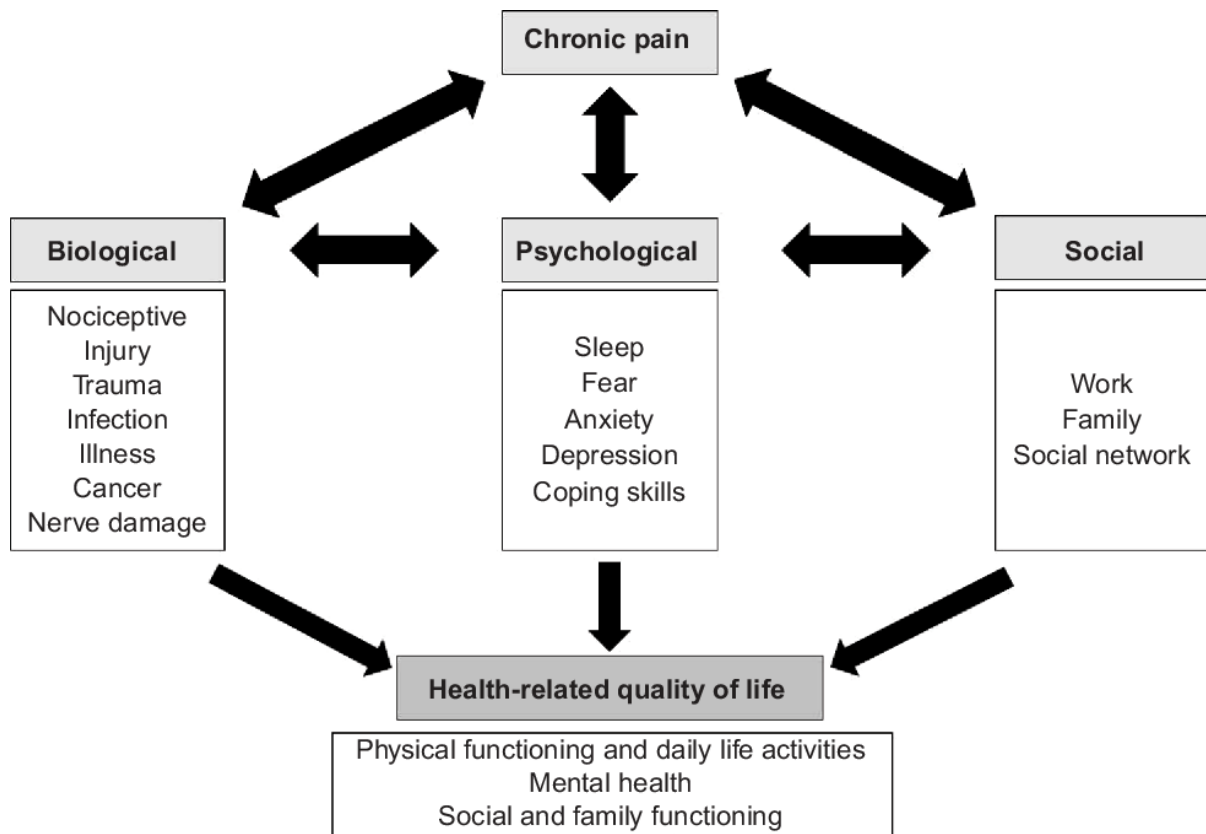 Chronic pain
Biological
Psychological
Social
Nociceptive
Injury
Trauma
Infection
Illness
Cancer
Nerve damage
Sleep
Fear
Anxiety
Depression
Coping skills
Work
Family
Social network
Health-related quality of life
Physical functioning and daily life activities
Mental health
Social and family functioning